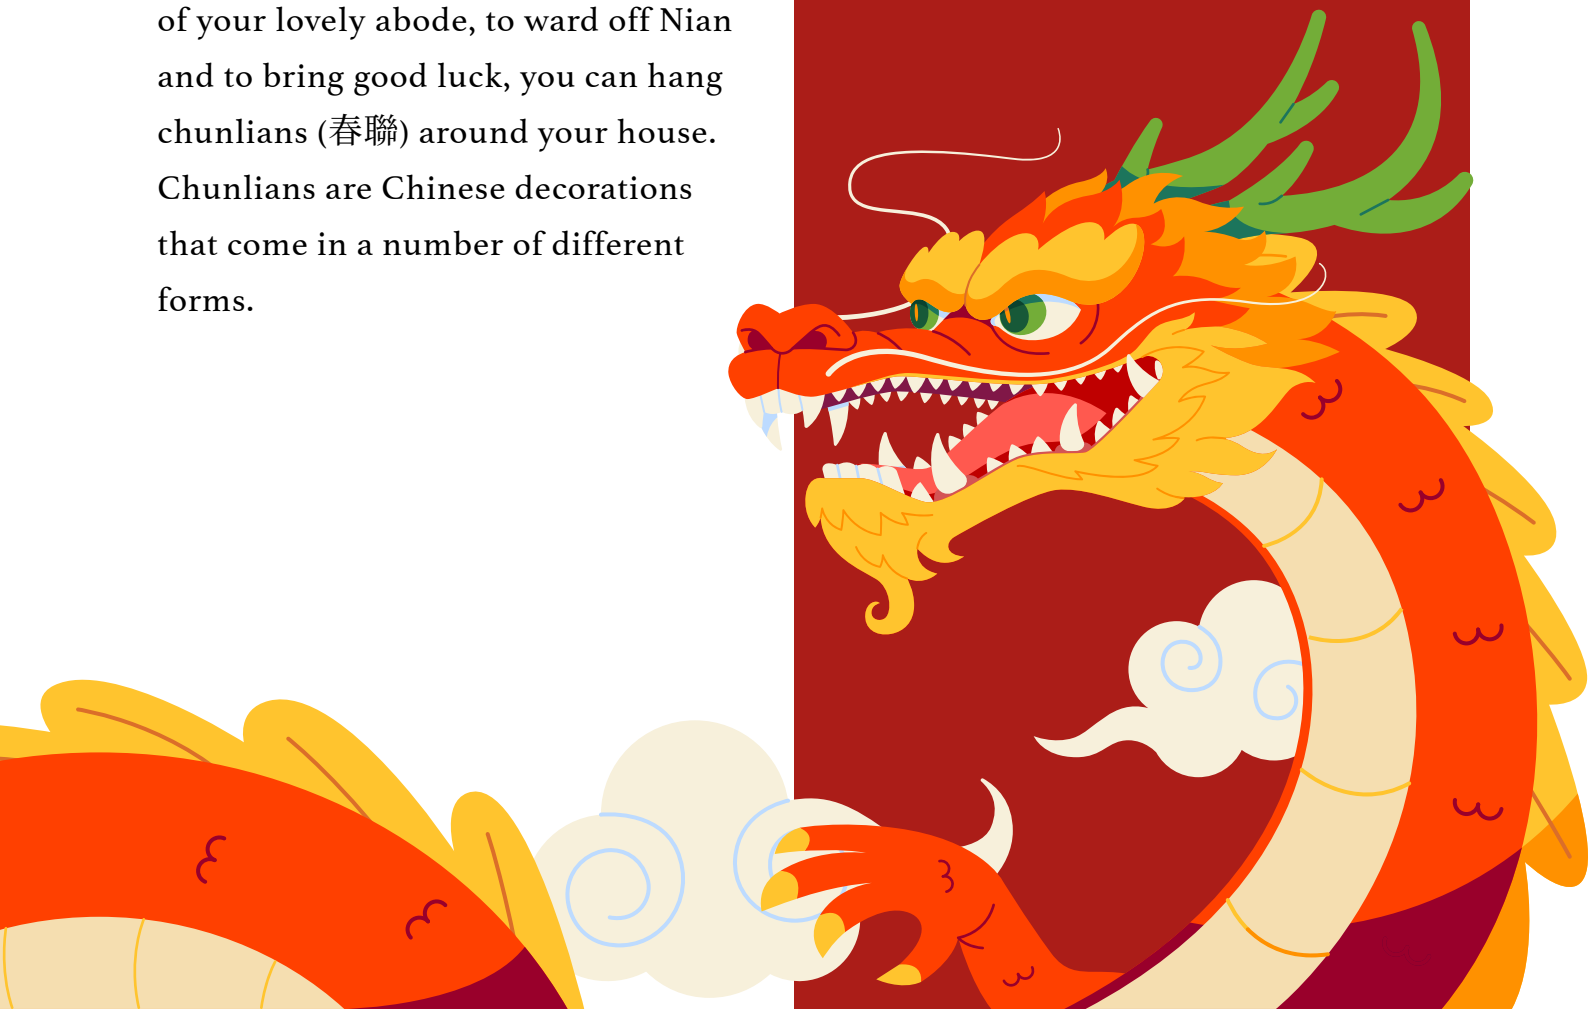 of your lovely abode, to ward off Nian
and to bring good luck, you can hang
chunlians (春聯) around your house.
Chunlians are Chinese decorations
that come in a number of different
forms.